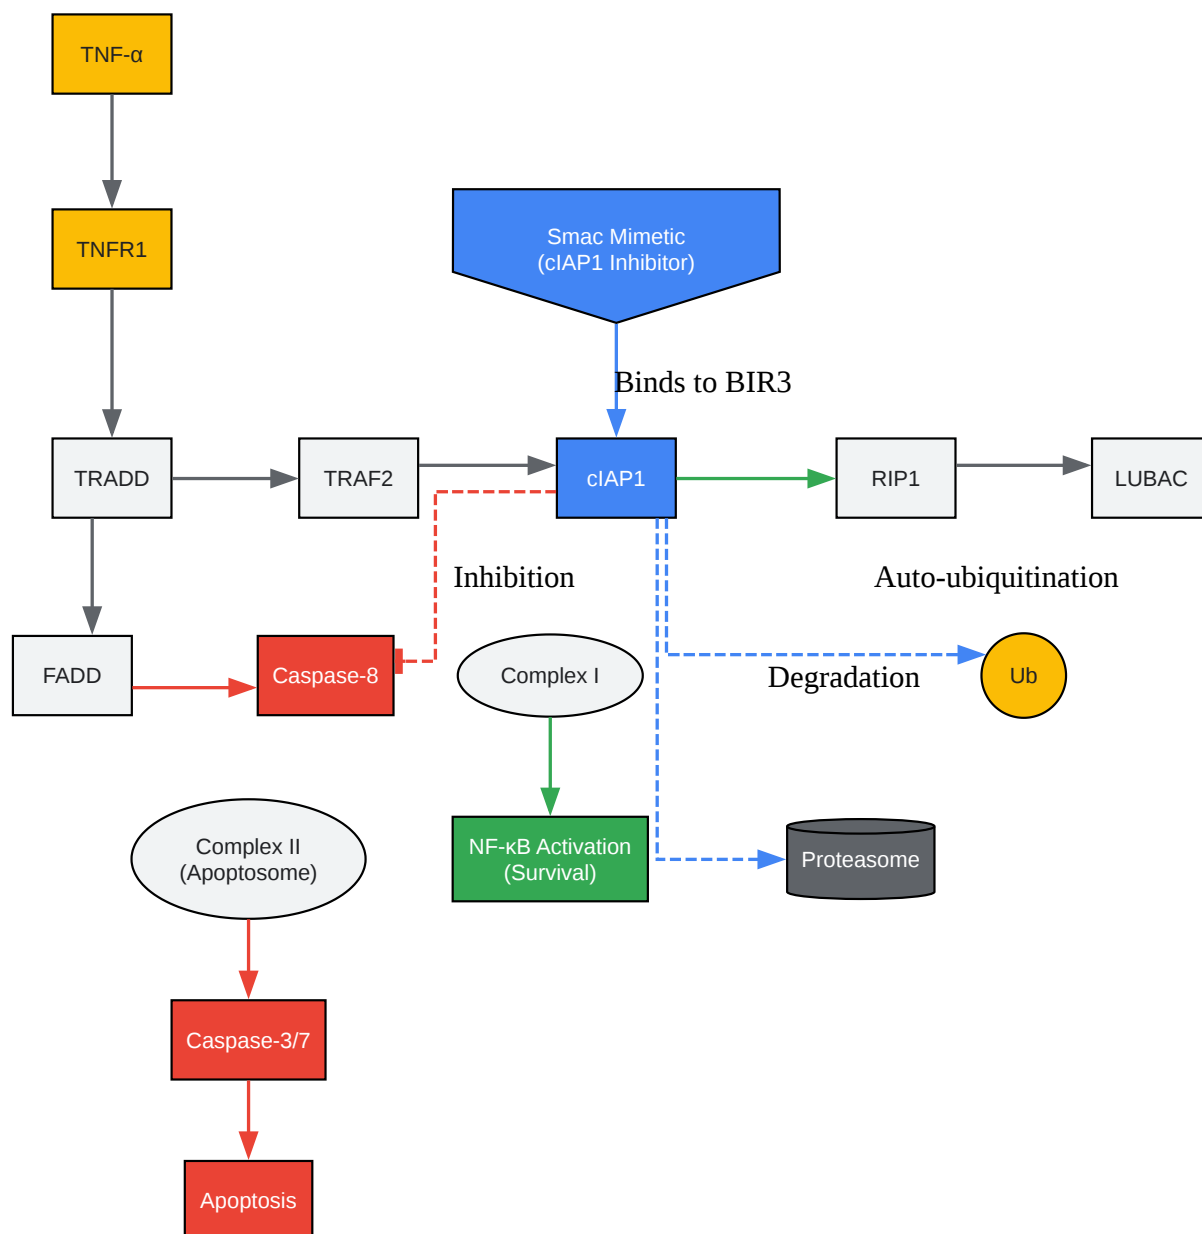 TNF-α
TNFR1
Smac Mimetic
(cIAP1 Inhibitor)
Binds to BIR3
TRADD
TRAF2
cIAP1
RIP1
LUBAC
Inhibition
Auto-ubiquitination
FADD
Caspase-8
Complex I
Degradation
Ub
Complex II
(Apoptosome)
NF-κB Activation
(Survival)
Proteasome
Caspase-3/7
Apoptosis